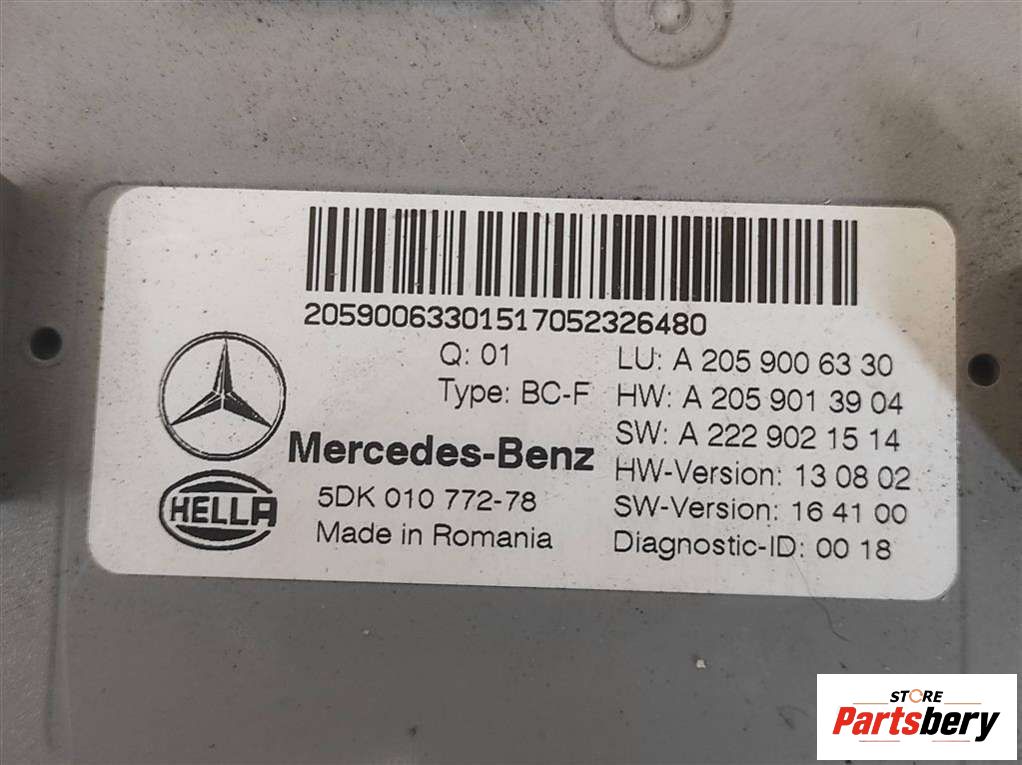 20590063301517052326480
Q: 01
Type: BC-F
LU: A 205 900 63 30
HW: A 205 901 39 04
SW: A 222 902 15 14
HW-Version: 13 08 02
SW-Version: 16 41 00
Diagnostic-ID: 00 18
Mercedes-Benz
HELLA
5DK 010 772-78
Made in Romania
STORE
Partsbery